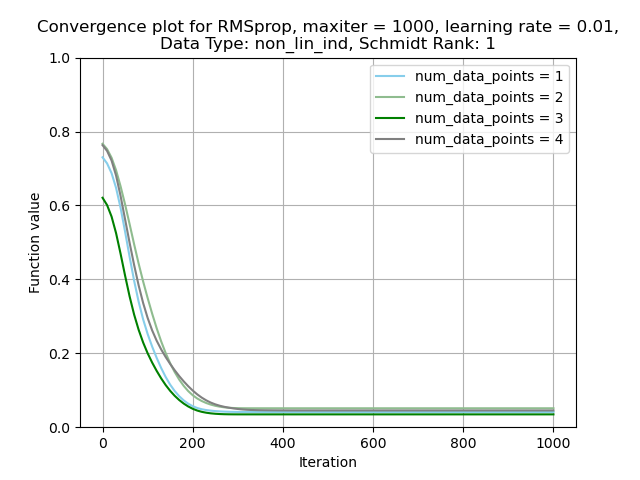 Convergence plot for RMSprop, maxiter = 1000, learning rate = 0.01,
Data Type: non_lin_ind, Schmidt Rank: 1
1.0
0.8
0.6
0.4
0.2
0.0
Function value
num_data_points = 1
num_data_points = 2
num_data_points = 3
num_data_points = 4
0 200 400 600 800 1000
Iteration